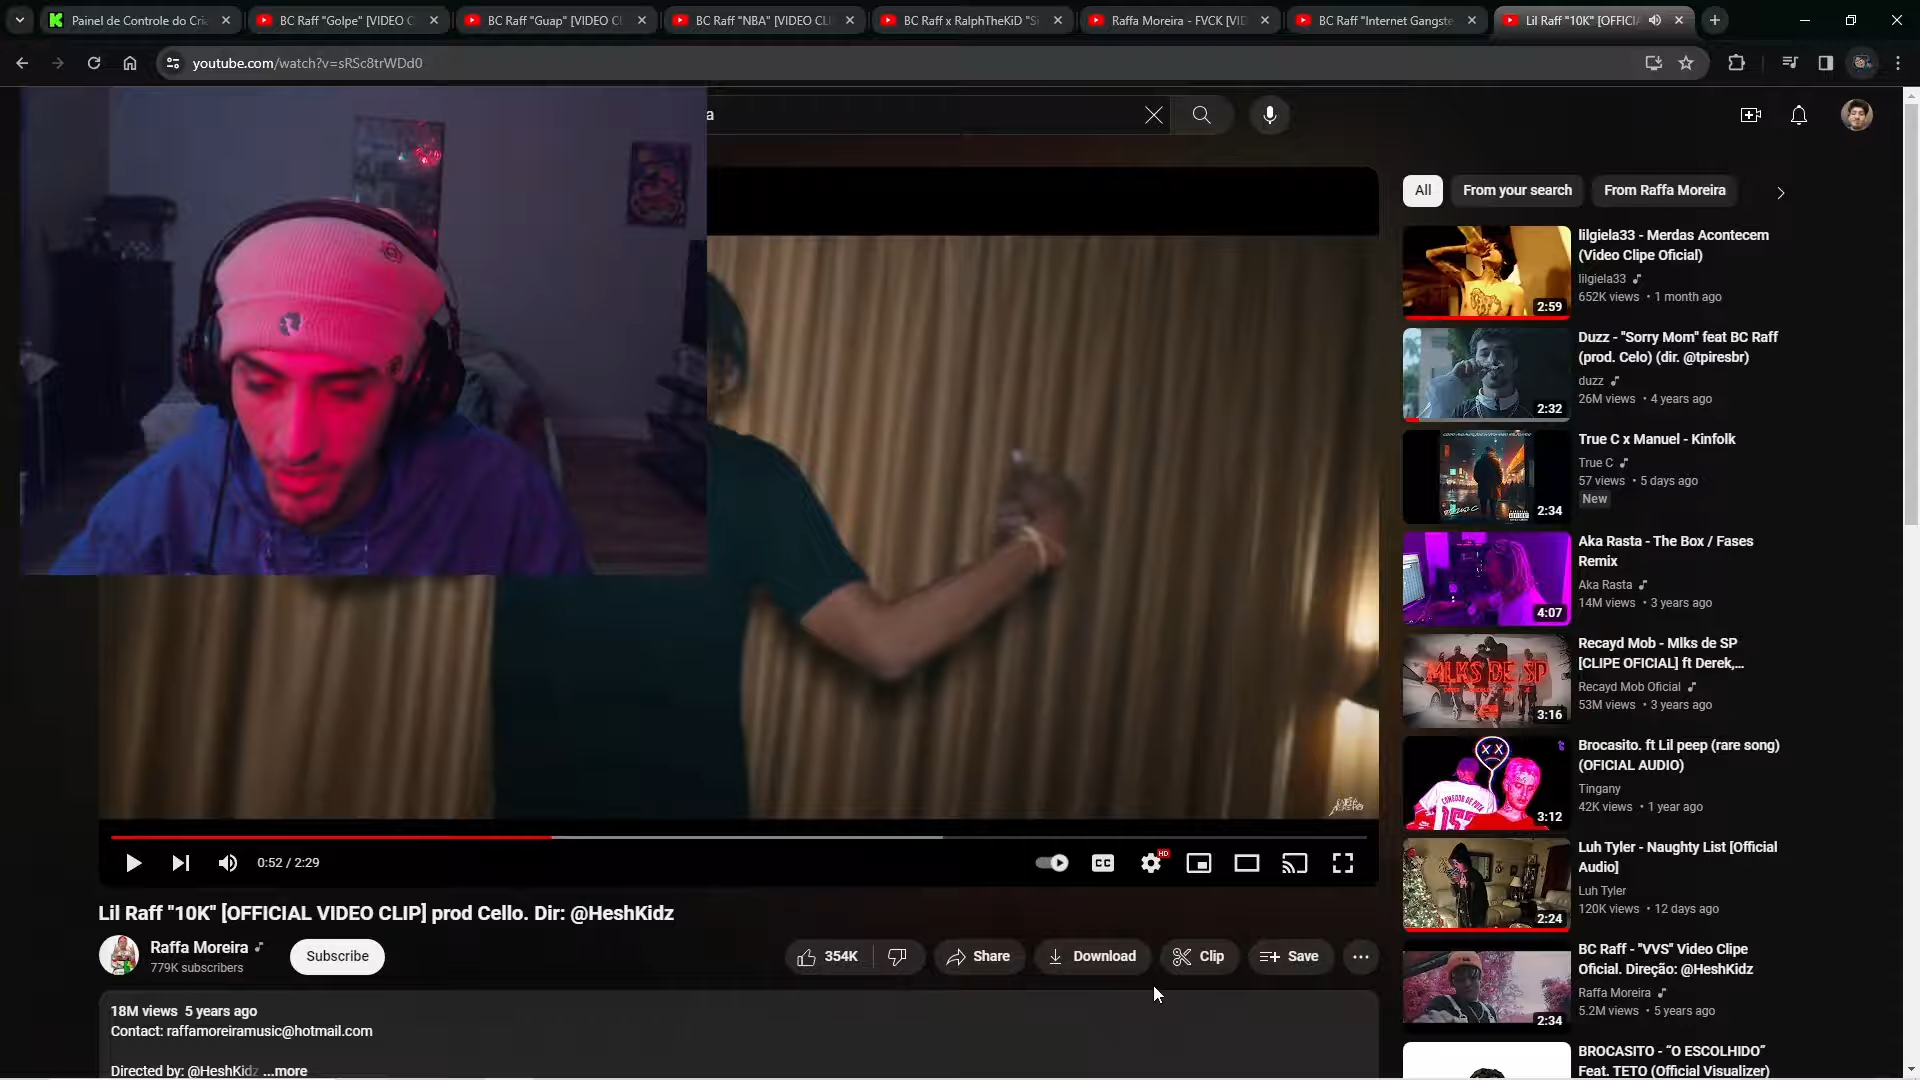 Painel de Controle do Cria
BC Raff "Golpe" [VIDEO C
BC Raff "Guap" [VIDEO CL
BC Raff "NBA" [VIDEO CLI
BC Raff x RalphTheKiD "Si
Raffa Moreira - FVCK [VID
BC Raff "Internet Gangste
Lil Raff "10K" [OFFICIA
youtube.com/watch?v=sRSc8trWDd0
a
All
From your search
From Raffa Moreira
lilgiela33 - Merdas Acontecem
(Video Clipe Oficial)
lilgiela33
652K views • 1 month ago
2:59
Duzz - "Sorry Mom" feat BC Raff
(prod. Celo) (dir. @tpiresbr)
duzz
26M views • 4 years ago
2:32
True C x Manuel - Kinfolk
True C
57 views • 5 days ago
New
2:34
Aka Rasta - The Box / Fases
Remix
Aka Rasta
14M views • 3 years ago
4:07
MLKS DE SP
Recayd Mob - Mlks de SP
[CLIPE OFICIAL] ft Derek,...
Recayd Mob Oficial
53M views • 3 years ago
3:16
Brocasito. ft Lil peep (rare song)
(OFICIAL AUDIO)
Tingany
42K views • 1 year ago
3:12
Luh Tyler - Naughty List [Official
Audio]
Luh Tyler
120K views • 12 days ago
2:24
BC Raff - "VVS" Video Clipe
Oficial. Direção: @HeshKidz
Raffa Moreira
5.2M views • 5 years ago
2:34
BROCASITO - “O ESCOLHIDO”
Feat. TETO (Official Visualizer)
0:52 / 2:29
CC
HD
Lil Raff "10K" [OFFICIAL VIDEO CLIP] prod Cello. Dir: @HeshKidz
Raffa Moreira
779K subscribers
Subscribe
354K
Share
Download
Clip
Save
18M views 5 years ago
Contact: raffamoreiramusic@hotmail.com
Directed by: @HeshKidz ...more